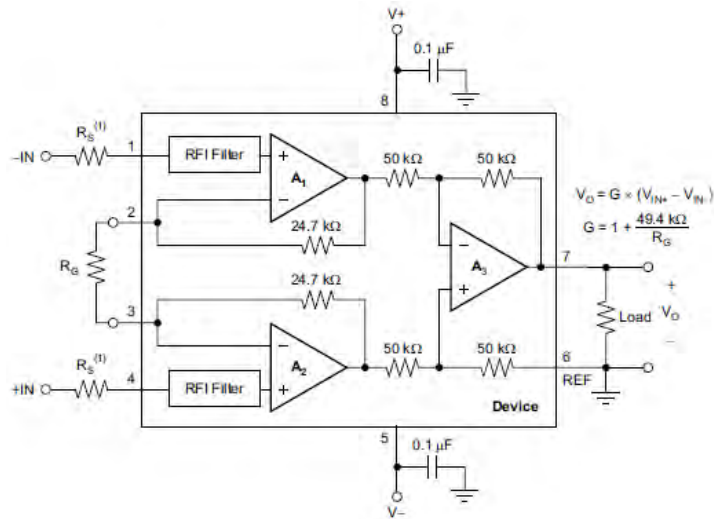 V+
0.1 µF
8
R_S^(1)
–IN
1
RFI Filter
+
A₁
–
50 kΩ
50 kΩ
V_O = G × (V_IN+ – V_IN-)
G = 1 + 49.4 kΩ / R_G
2
24.7 kΩ
R_G
–
A₃
+
7
24.7 kΩ
+
Load
V_O
–
3
–
A₂
+
50 kΩ
50 kΩ
6
REF
R_S^(1)
+IN
4
RFI Filter
Device
5
0.1 µF
V–